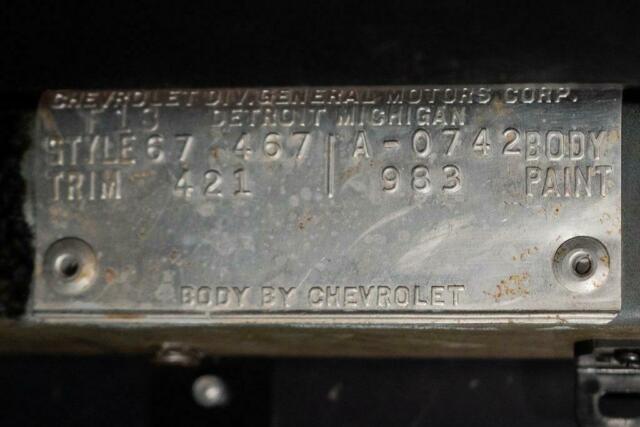 CHEVROLET DIV. GENERAL MOTORS CORP.
F13 DETROIT MICHIGAN
STYLE 67 467 | A-0742 BODY
TRIM 421 | 983 PAINT
BODY BY CHEVROLET